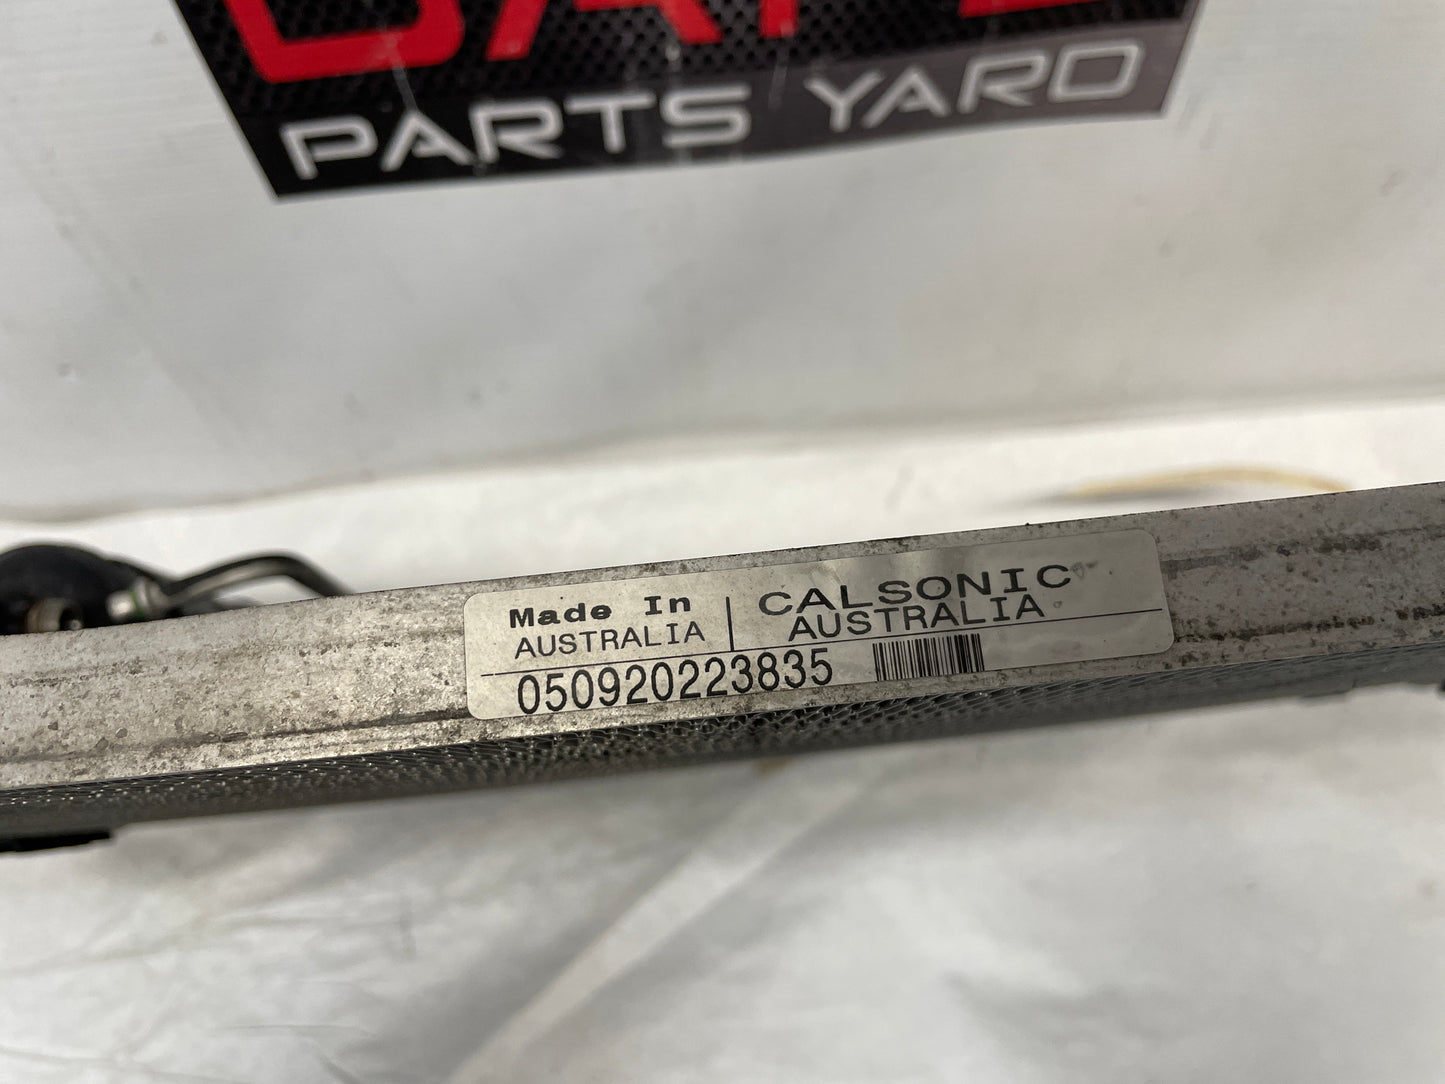 PARTS YARD
Made In
AUSTRALIA
CALSONIC
AUSTRALIA
050920223835